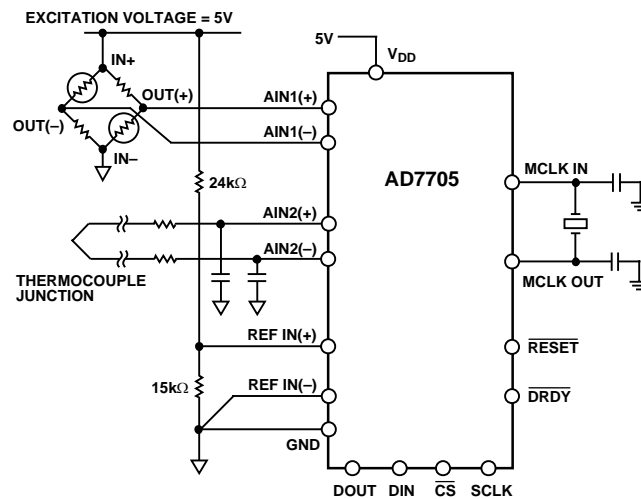 EXCITATION VOLTAGE = 5V
IN+
OUT(+)
OUT(–)
IN–
5V
VDD
AIN1(+)
AIN1(–)
24kΩ
AD7705
MCLK IN
AIN2(+)
AIN2(–)
THERMOCOUPLE
JUNCTION
MCLK OUT
REF IN(+)
RESET
15kΩ
REF IN(–)
DRDY
GND
DOUT DIN CS SCLK